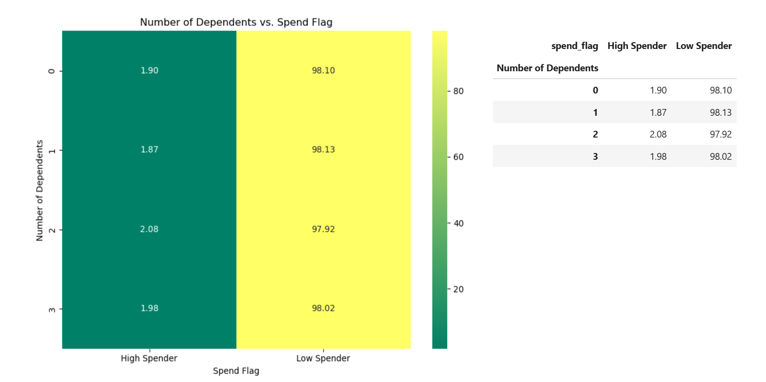 Number of Dependents vs. Spend Flag
Number of Dependents
0
1.90
98.10
1
1.87
98.13
2
2.08
97.92
3
1.98
98.02
High Spender
Low Spender
Spend Flag
80
60
40
20
spend_flag High Spender Low Spender
Number of Dependents
0 1.90 98.10
1 1.87 98.13
2 2.08 97.92
3 1.98 98.02